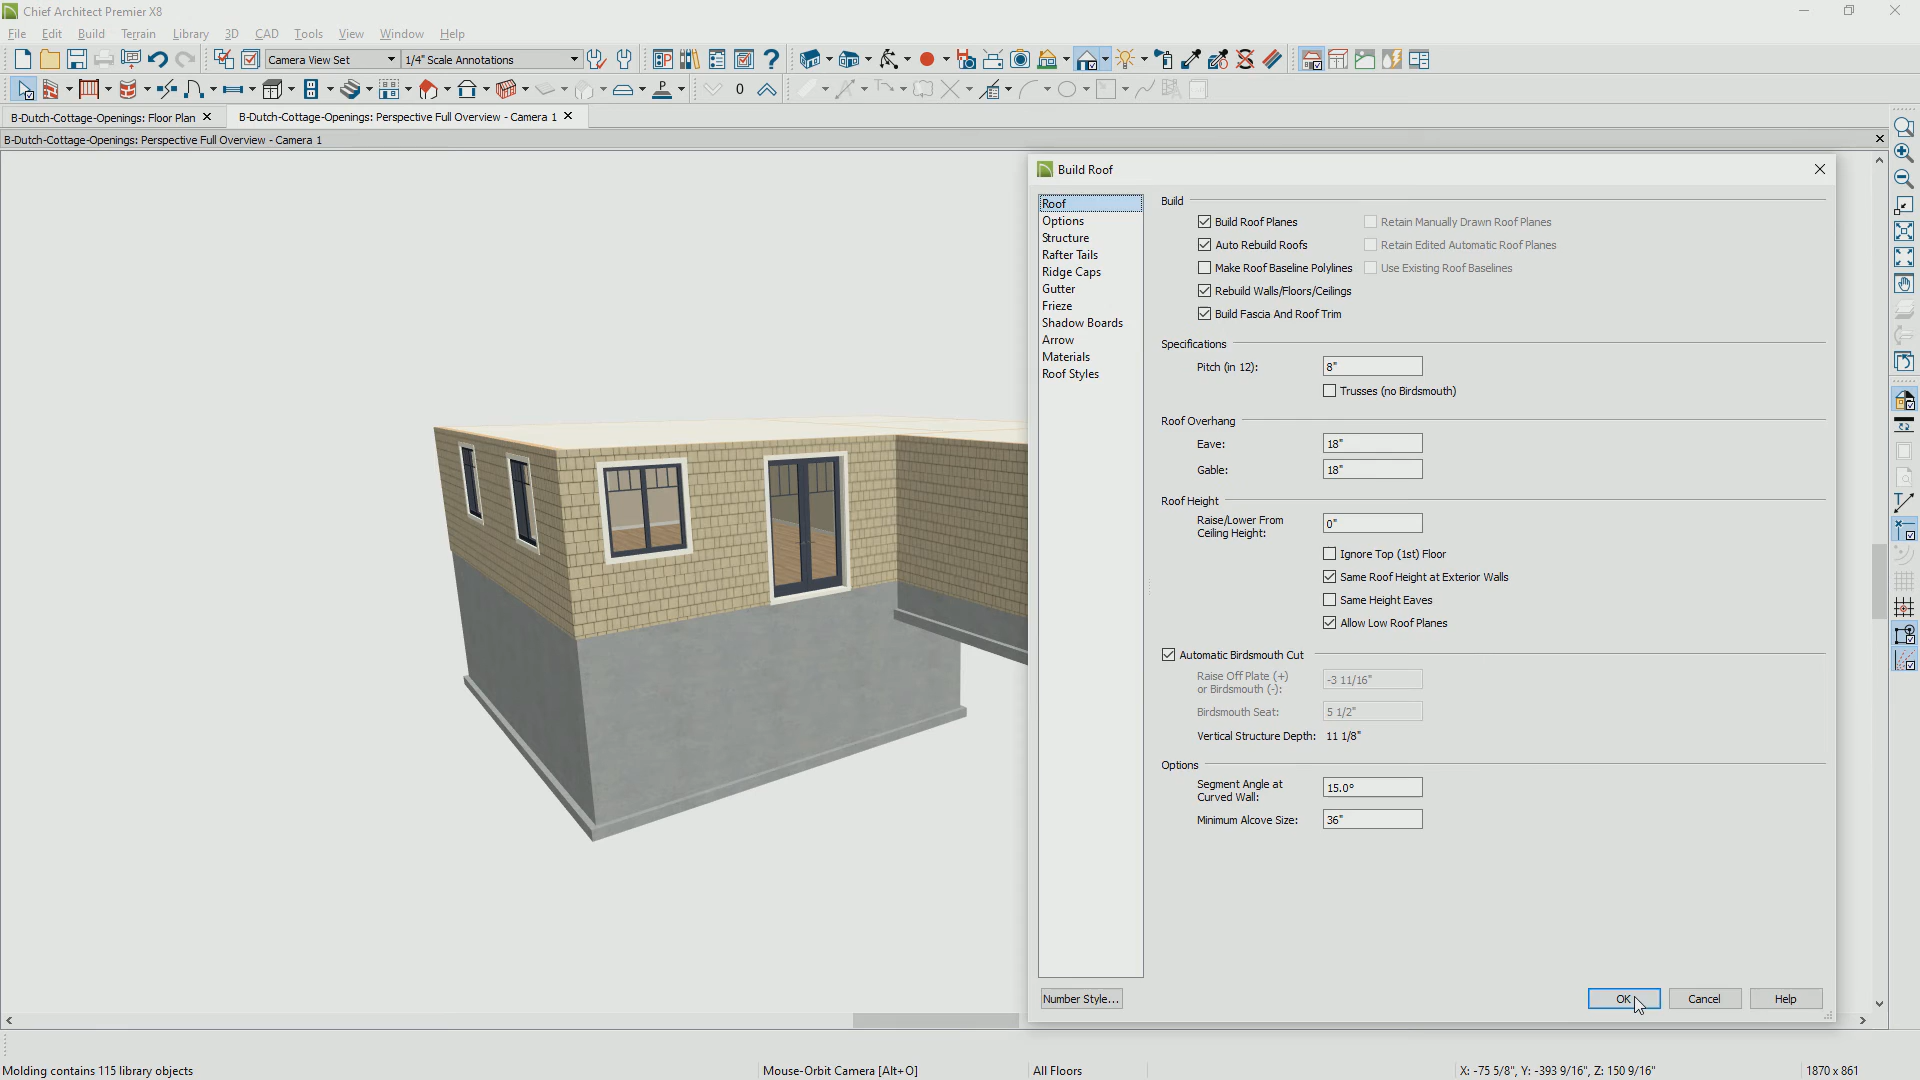 Chief Architect Premier X8
File Edit Build Terrain Library 3D CAD Tools View Window Help
Camera View Set 1/4" Scale Annotations
0
B-Dutch-Cottage-Openings: Floor Plan B-Dutch-Cottage-Openings: Perspective Full Overview - Camera 1
B-Dutch-Cottage-Openings: Perspective Full Overview - Camera 1
Build Roof
Roof
Options
Structure
Rafter Tails
Ridge Caps
Gutter
Frieze
Shadow Boards
Arrow
Materials
Roof Styles
Build
Build Roof Planes Retain Manually Drawn Roof Planes
Auto Rebuild Roofs Retain Edited Automatic Roof Planes
Make Roof Baseline Polylines Use Existing Roof Baselines
Rebuild Walls/Floors/Ceilings
Build Fascia And Roof Trim
Specifications
Pitch (in 12): 8"
Trusses (no Birdsmouth)
Roof Overhang
Eave: 18"
Gable: 18"
Roof Height
Raise/Lower From
Ceiling Height: 0"
Ignore Top (1st) Floor
Same Roof Height at Exterior Walls
Same Height Eaves
Allow Low Roof Planes
Automatic Birdsmouth Cut
Raise Off Plate (+)
or Birdsmouth (-): -3 11/16"
Birdsmouth Seat: 5 1/2"
Vertical Structure Depth: 11 1/8"
Options
Segment Angle at
Curved Wall: 15.0°
Minimum Alcove Size: 36"
Number Style... OK Cancel Help
Molding contains 115 library objects Mouse-Orbit Camera [Alt+O] All Floors X: -75 5/8", Y: -393 9/16", Z: 150 9/16" 1870 x 861